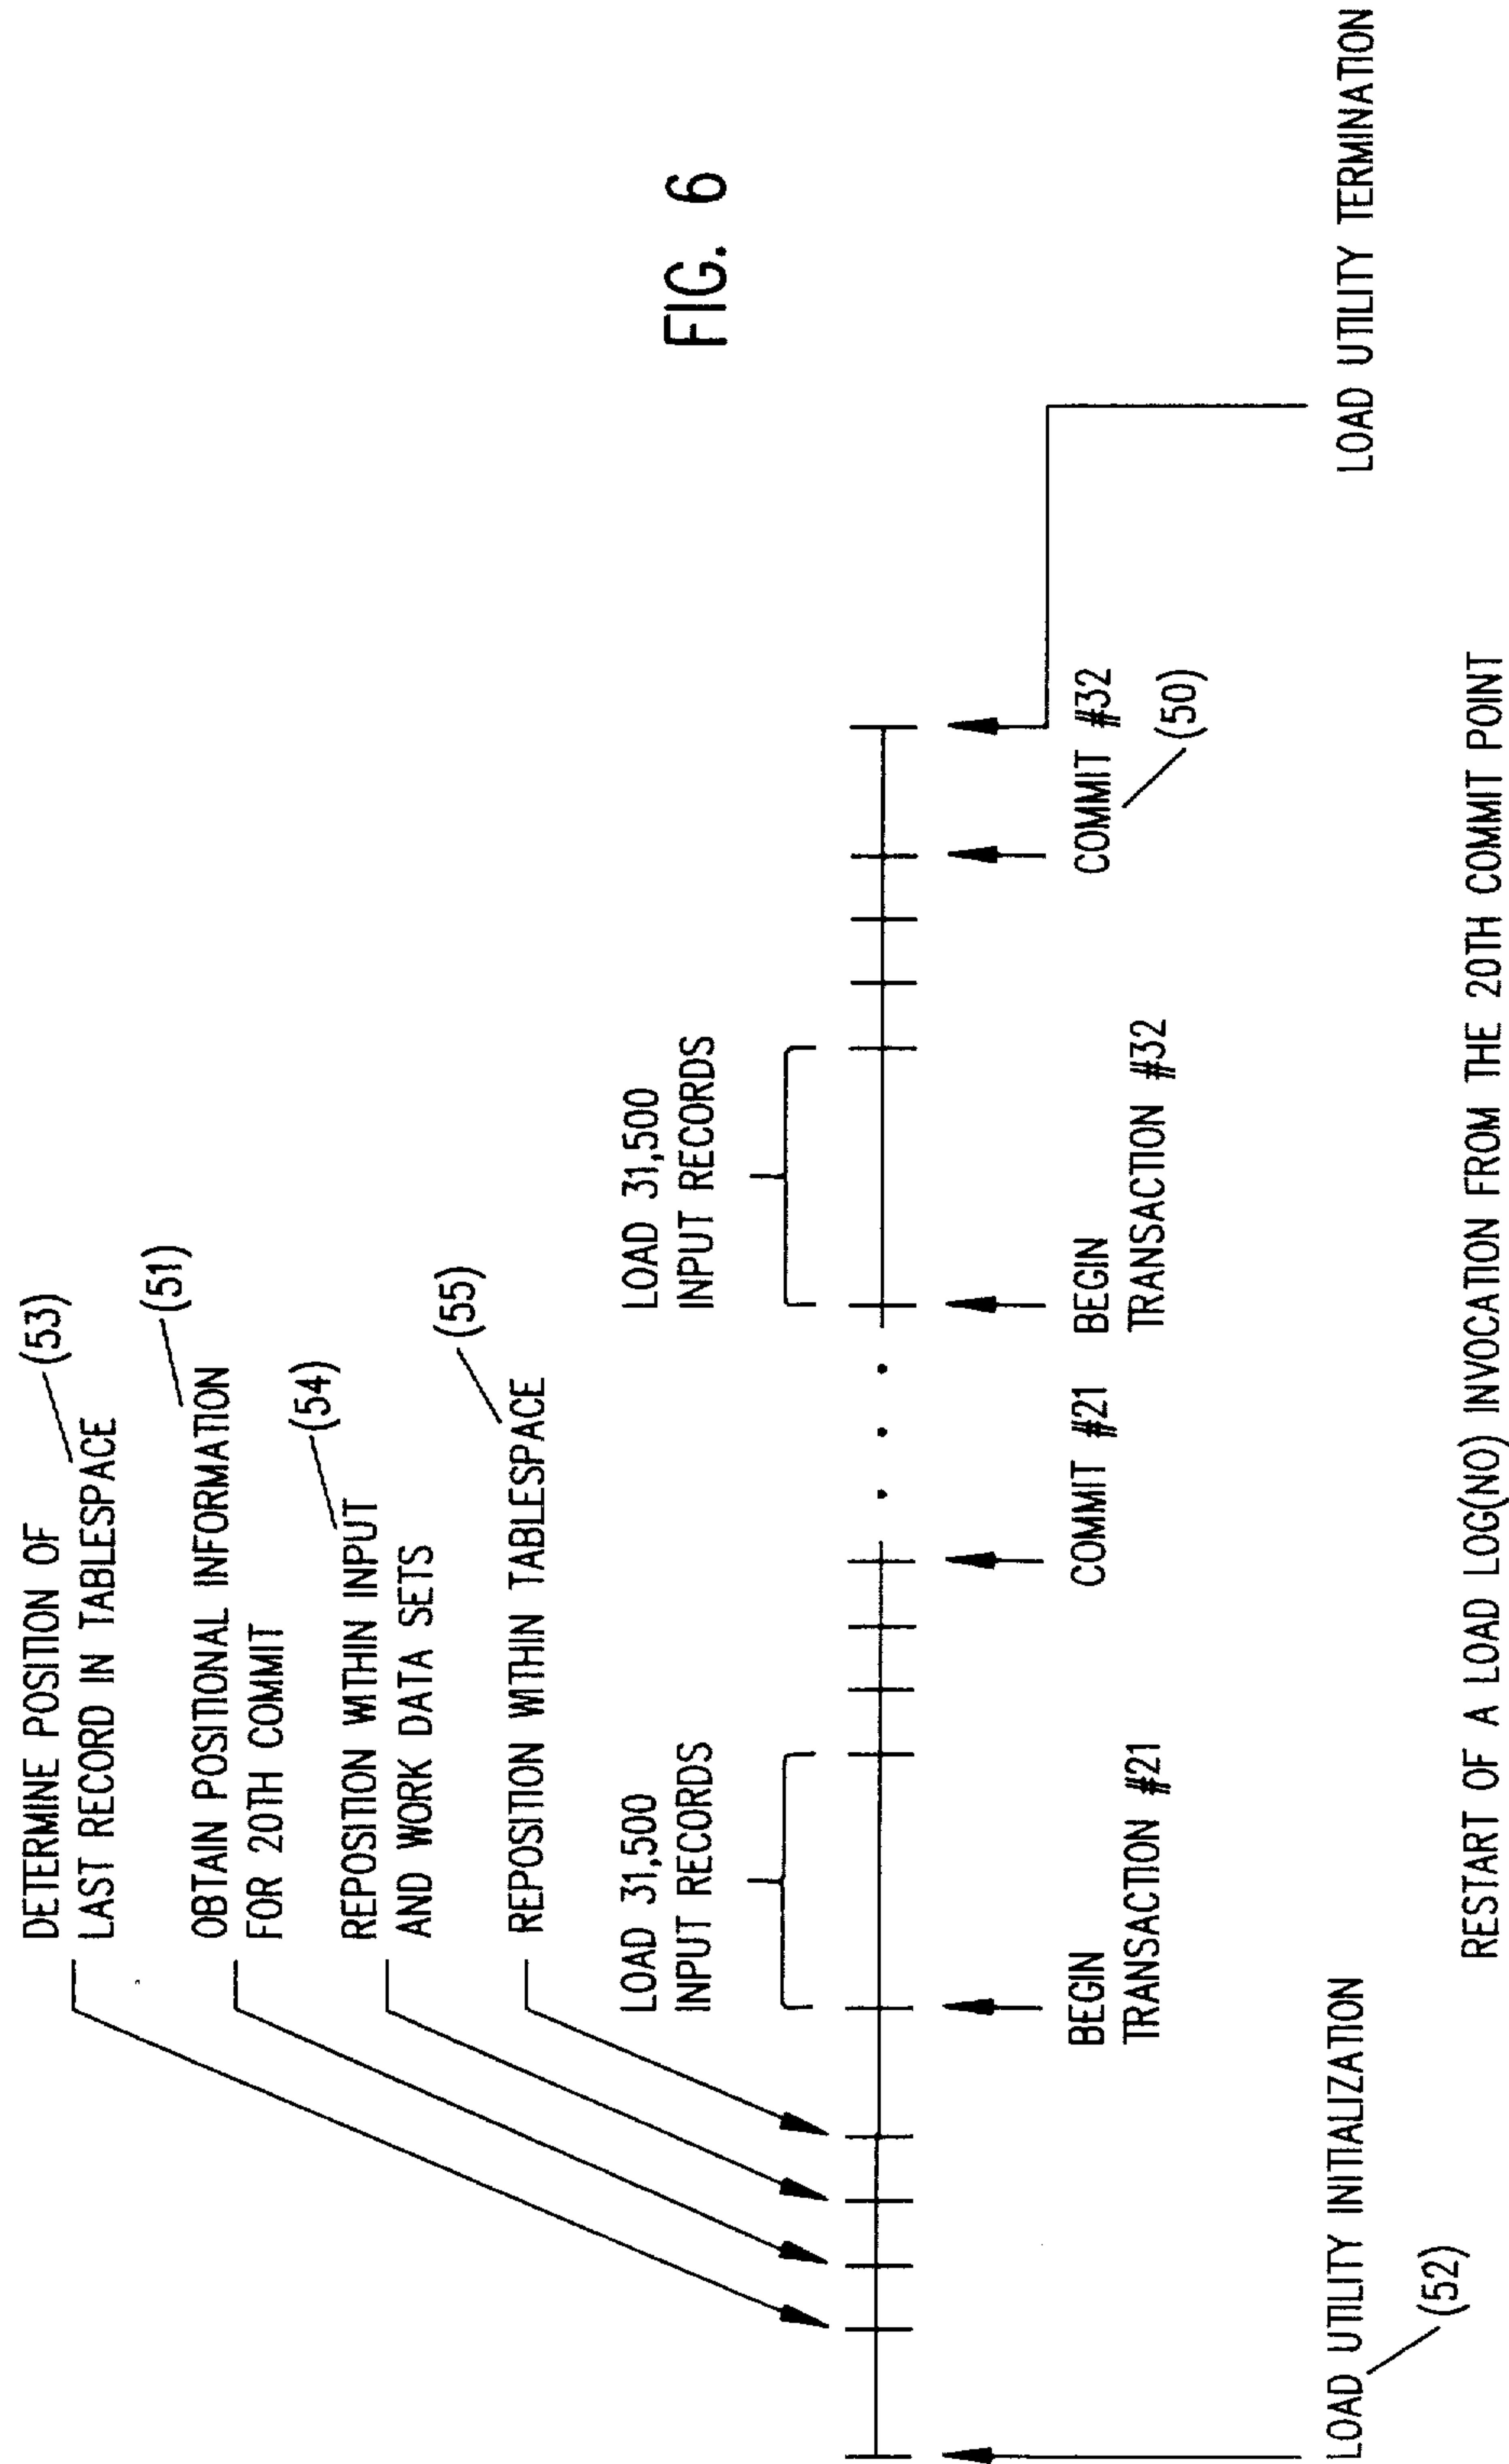 DETERMINE POSITION OF
LAST RECORD IN TABLESPACE (53)
OBTAIN POSITIONAL INFORMATION (51)
FOR 20TH COMMIT
REPOSITION WITHIN INPUT (54)
AND WORK DATA SETS
REPOSITION WITHIN TABLESPACE (55)
LOAD 31,500
INPUT RECORDS
LOAD 31,500
INPUT RECORDS
FIG. 6
BEGIN
TRANSACTION #21
COMMIT #21
BEGIN
TRANSACTION #32
COMMIT #32
(50)
LOAD UTILITY INITIALIZATION
(52)
LOAD UTILITY TERMINATION
RESTART OF A LOAD LOG(NO) INVOCATION FROM THE 20TH COMMIT POINT